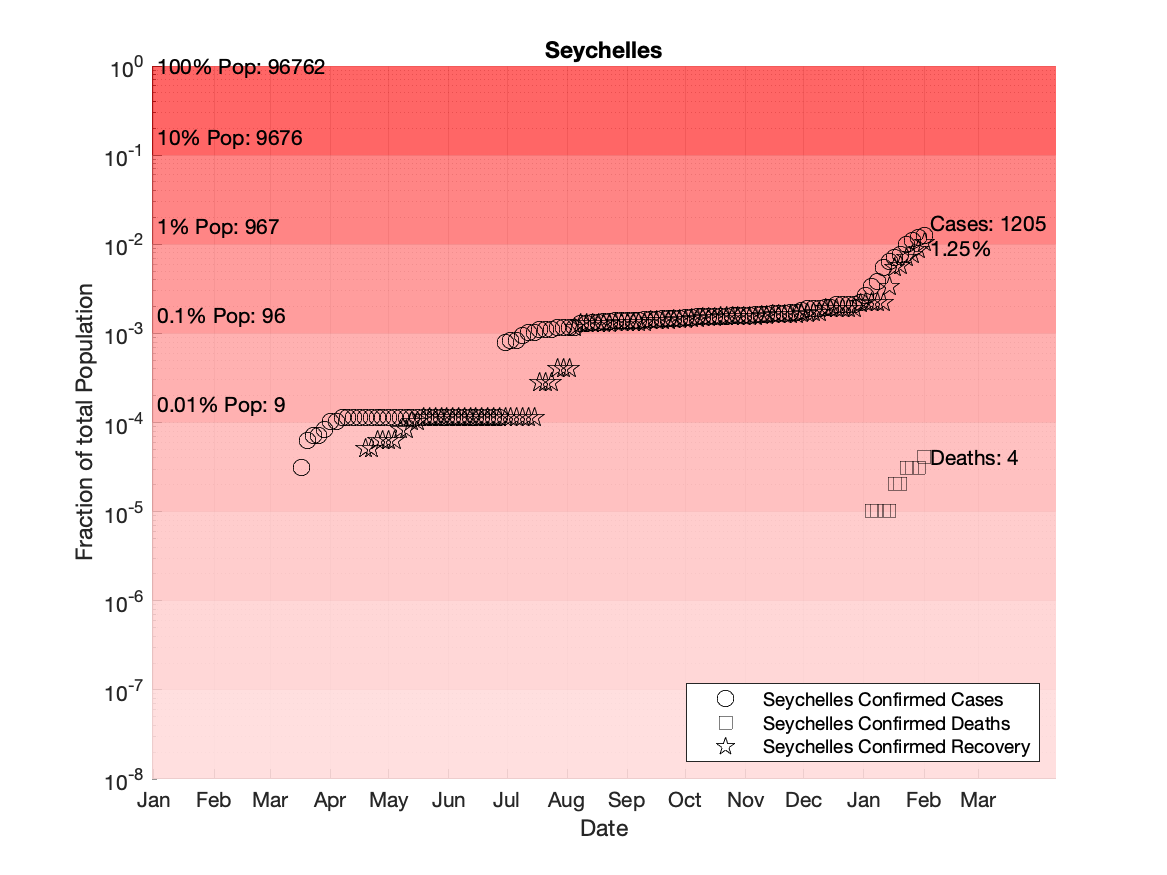 Seychelles
10^0
100% Pop: 96762
10% Pop: 9676
10^-1
1% Pop: 967
Cases: 1205
10^-2
1.25%
0.1% Pop: 96
10^-3
0.01% Pop: 9
10^-4
Deaths: 4
10^-5
10^-6
10^-7
10^-8
Fraction of total Population
Seychelles Confirmed Cases
Seychelles Confirmed Deaths
Seychelles Confirmed Recovery
Jan Feb Mar Apr May Jun Jul Aug Sep Oct Nov Dec Jan Feb Mar
Date